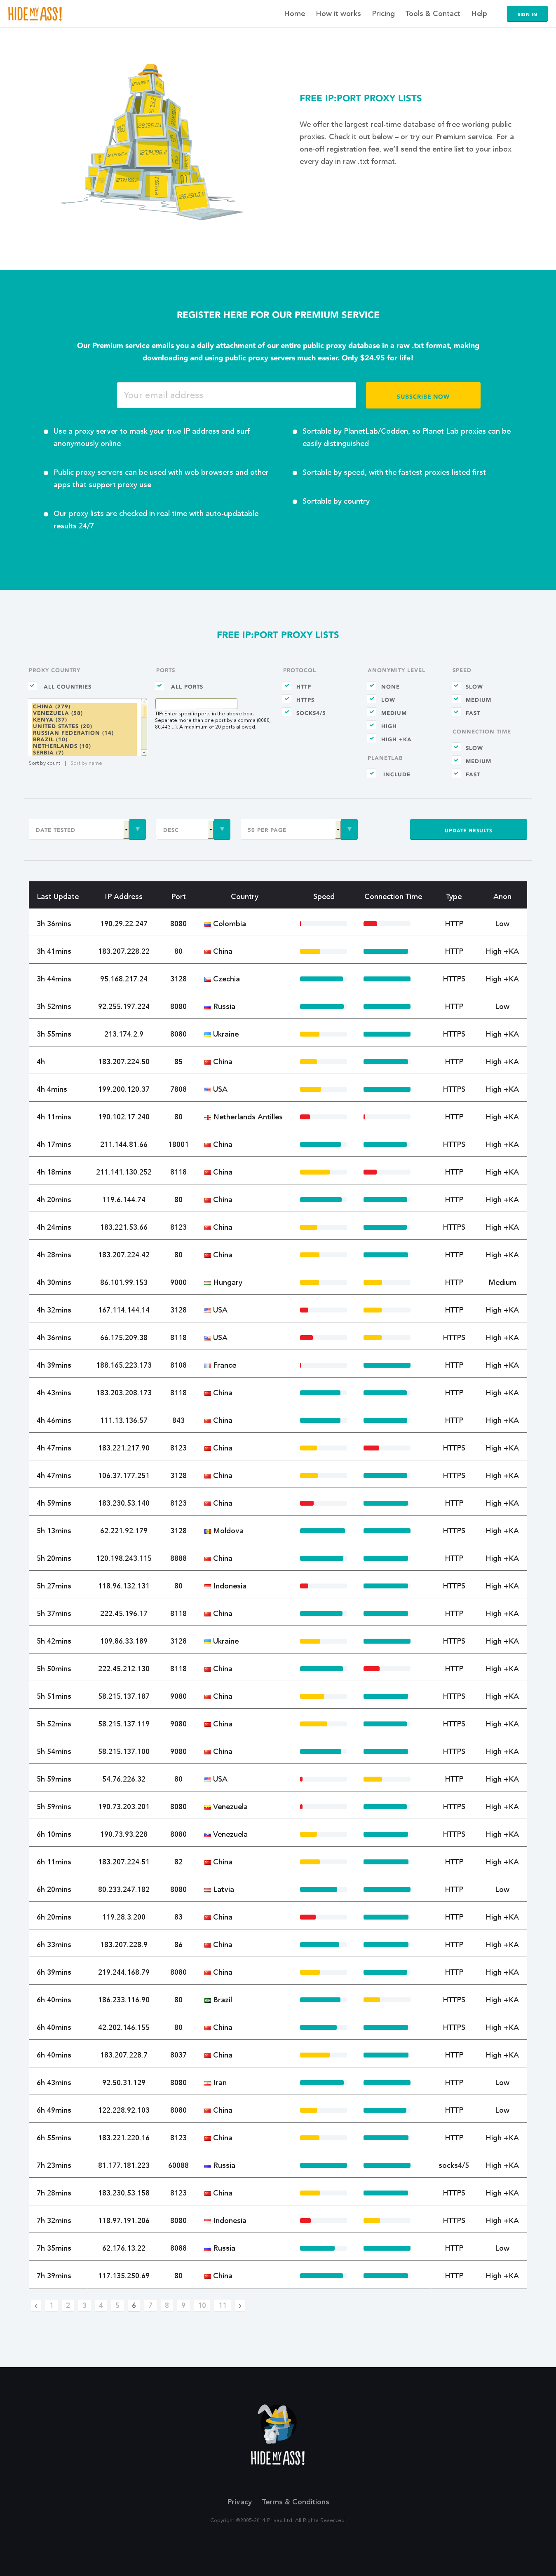 HIDE MY ASS!
Home How it works Pricing Tools & Contact Help SIGN IN
FREE IP:PORT PROXY LISTS
We offer the largest real-time database of free working public
proxies. Check it out below – or try our Premium service. For a
one-off registration fee, we'll send the entire list to your inbox
every day in raw .txt format.
REGISTER HERE FOR OUR PREMIUM SERVICE
Our Premium service emails you a daily attachment of our entire public proxy database in a raw .txt format, making
downloading and using public proxy servers much easier. Only $24.95 for life!
Your email address SUBSCRIBE NOW
Use a proxy server to mask your true IP address and surf
anonymously online
Public proxy servers can be used with web browsers and other
apps that support proxy use
Our proxy lists are checked in real time with auto-updatable
results 24/7
Sortable by PlanetLab/Codden, so Planet Lab proxies can be
easily distinguished
Sortable by speed, with the fastest proxies listed first
Sortable by country
FREE IP:PORT PROXY LISTS
PROXY COUNTRY
ALL COUNTRIES
CHINA (279)
VENEZUELA (58)
KENYA (37)
UNITED STATES (20)
RUSSIAN FEDERATION (14)
BRAZIL (10)
NETHERLANDS (10)
SERBIA (7)
Sort by count | Sort by name
PORTS
ALL PORTS
TIP: Enter specific ports in the above box.
Separate more than one port by a comma (8080,
80,443 ...). A maximum of 20 ports allowed.
PROTOCOL
HTTP
HTTPS
SOCKS4/5
ANONYMITY LEVEL
NONE
LOW
MEDIUM
HIGH
HIGH +KA
PLANETLAB
INCLUDE
SPEED
SLOW
MEDIUM
FAST
CONNECTION TIME
SLOW
MEDIUM
FAST
DATE TESTED DESC 50 PER PAGE UPDATE RESULTS
Last Update IP Address Port Country Speed Connection Time Type Anon
3h 36mins 190.29.22.247 8080 Colombia HTTP Low
3h 41mins 183.207.228.22 80 China HTTP High +KA
3h 44mins 95.168.217.24 3128 Czechia HTTPS High +KA
3h 52mins 92.255.197.224 8080 Russia HTTP Low
3h 55mins 213.174.2.9 8080 Ukraine HTTPS High +KA
4h 183.207.224.50 85 China HTTP High +KA
4h 4mins 199.200.120.37 7808 USA HTTPS High +KA
4h 11mins 190.102.17.240 80 Netherlands Antilles HTTP High +KA
4h 17mins 211.144.81.66 18001 China HTTPS High +KA
4h 18mins 211.141.130.252 8118 China HTTP High +KA
4h 20mins 119.6.144.74 80 China HTTP High +KA
4h 24mins 183.221.53.66 8123 China HTTPS High +KA
4h 28mins 183.207.224.42 80 China HTTP High +KA
4h 30mins 86.101.99.153 9000 Hungary HTTP Medium
4h 32mins 167.114.144.14 3128 USA HTTP High +KA
4h 36mins 66.175.209.38 8118 USA HTTPS High +KA
4h 39mins 188.165.223.173 8108 France HTTP High +KA
4h 43mins 183.203.208.173 8118 China HTTP High +KA
4h 46mins 111.13.136.57 843 China HTTP High +KA
4h 47mins 183.221.217.90 8123 China HTTPS High +KA
4h 47mins 106.37.177.251 3128 China HTTPS High +KA
4h 59mins 183.230.53.140 8123 China HTTP High +KA
5h 13mins 62.221.92.179 3128 Moldova HTTPS High +KA
5h 20mins 120.198.243.115 8888 China HTTP High +KA
5h 27mins 118.96.132.131 80 Indonesia HTTPS High +KA
5h 37mins 222.45.196.17 8118 China HTTP High +KA
5h 42mins 109.86.33.189 3128 Ukraine HTTPS High +KA
5h 50mins 222.45.212.130 8118 China HTTP High +KA
5h 51mins 58.215.137.187 9080 China HTTPS High +KA
5h 52mins 58.215.137.119 9080 China HTTPS High +KA
5h 54mins 58.215.137.100 9080 China HTTPS High +KA
5h 59mins 54.76.226.32 80 USA HTTP High +KA
5h 59mins 190.73.203.201 8080 Venezuela HTTPS High +KA
6h 10mins 190.73.93.228 8080 Venezuela HTTPS High +KA
6h 11mins 183.207.224.51 82 China HTTP High +KA
6h 20mins 80.233.247.182 8080 Latvia HTTP Low
6h 20mins 119.28.3.200 83 China HTTP High +KA
6h 33mins 183.207.228.9 86 China HTTP High +KA
6h 39mins 219.244.168.79 8080 China HTTP High +KA
6h 40mins 186.233.116.90 80 Brazil HTTPS High +KA
6h 40mins 42.202.146.155 80 China HTTPS High +KA
6h 40mins 183.207.228.7 8037 China HTTP High +KA
6h 43mins 92.50.31.129 8080 Iran HTTP Low
6h 49mins 122.228.92.103 8080 China HTTP Low
6h 55mins 183.221.220.16 8123 China HTTP High +KA
7h 23mins 81.177.181.223 60088 Russia socks4/5 High +KA
7h 28mins 183.230.53.158 8123 China HTTPS High +KA
7h 32mins 118.97.191.206 8080 Indonesia HTTPS High +KA
7h 35mins 62.176.13.22 8088 Russia HTTP Low
7h 39mins 117.135.250.69 80 China HTTP High +KA
‹ 1 2 3 4 5 6 7 8 9 10 11 ›
HIDE MY ASS!
Privacy Terms & Conditions
Copyright ©2005-2014 Privax Ltd. All Rights Reserved.